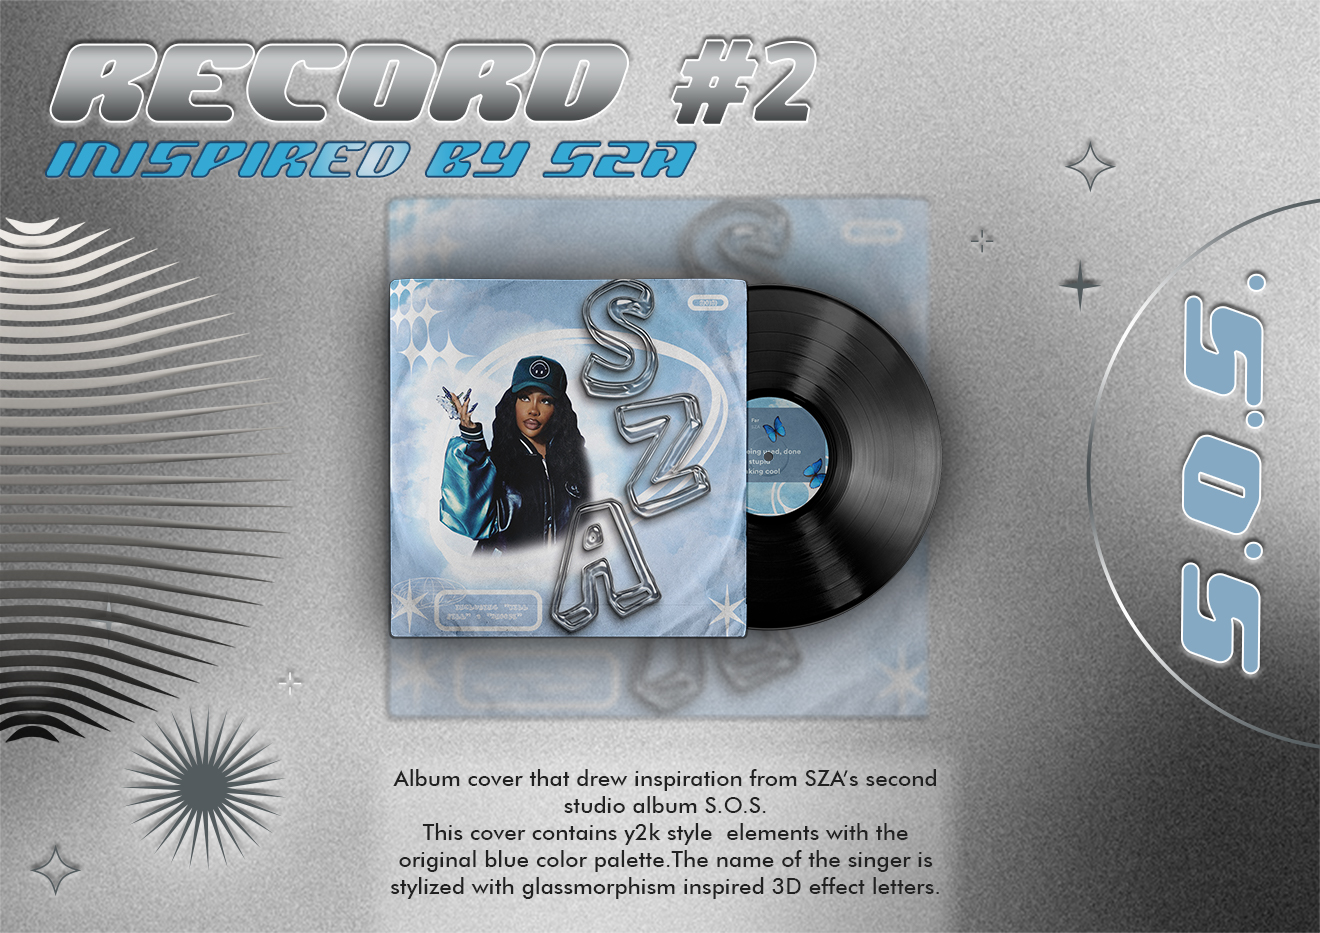 RECORD #2
INSPIRED BY SZA
S
Z
A
eing used, done
stupid
king cool
S.O.S.
Album cover that drew inspiration from SZA’s second
studio album S.O.S.
This cover contains y2k style  elements with the
original blue color palette.The name of the singer is
stylized with glassmorphism inspired 3D effect letters.